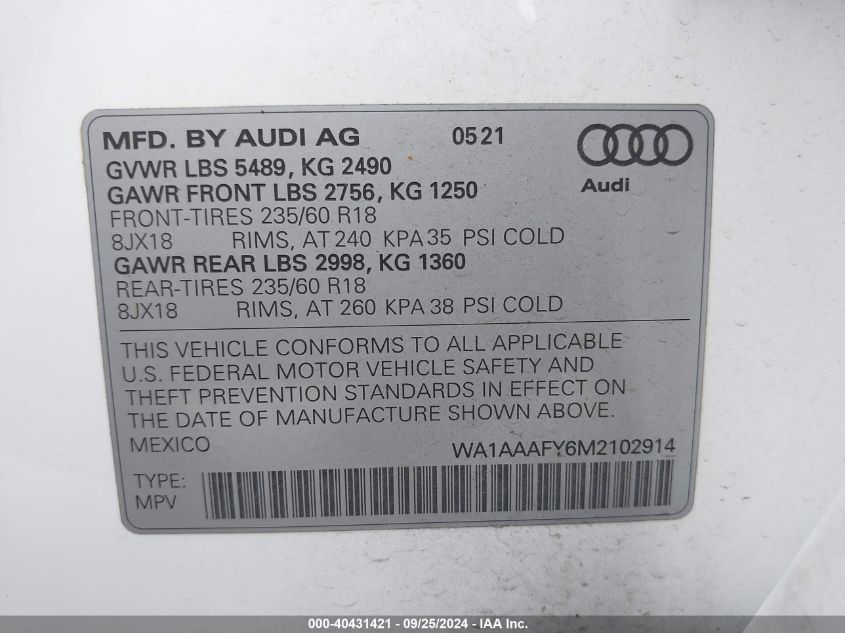 MFD. BY AUDI AG 0521
GVWR LBS 5489, KG 2490
GAWR FRONT LBS 2756, KG 1250
Audi
FRONT-TIRES 235/60 R18
8JX18 RIMS, AT 240 KPA 35 PSI COLD
GAWR REAR LBS 2998, KG 1360
REAR-TIRES 235/60 R18
8JX18 RIMS, AT 260 KPA 38 PSI COLD
THIS VEHICLE CONFORMS TO ALL APPLICABLE
U.S. FEDERAL MOTOR VEHICLE SAFETY AND
THEFT PREVENTION STANDARDS IN EFFECT ON
THE DATE OF MANUFACTURE SHOWN ABOVE.
MEXICO WA1AAAFY6M2102914
TYPE:
MPV
000-40431421 - 09/25/2024 - IAA Inc.